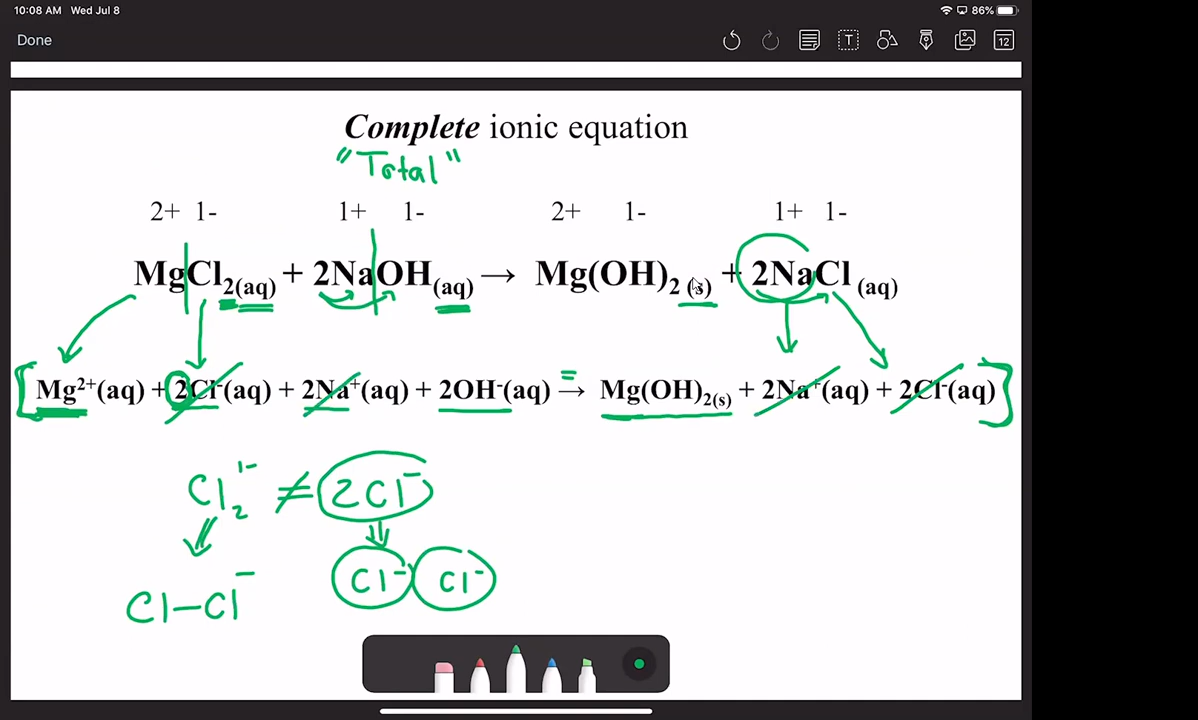 10:08 AM Wed Jul 8 86%
Done T 12
Complete ionic equation
"Total"
2+ 1- 1+ 1- 2+ 1- 1+ 1-
MgCl₂(aq) + 2NaOH(aq) → Mg(OH)₂ (s) + 2NaCl (aq)
=
Mg²⁺(aq) + 2Cl⁻(aq) + 2Na⁺(aq) + 2OH⁻(aq) → Mg(OH)₂(s) + 2Na⁺(aq) + 2Cl⁻(aq)
Cl₂¹⁻ ≠ 2Cl⁻
Cl–Cl⁻ Cl⁻ Cl⁻